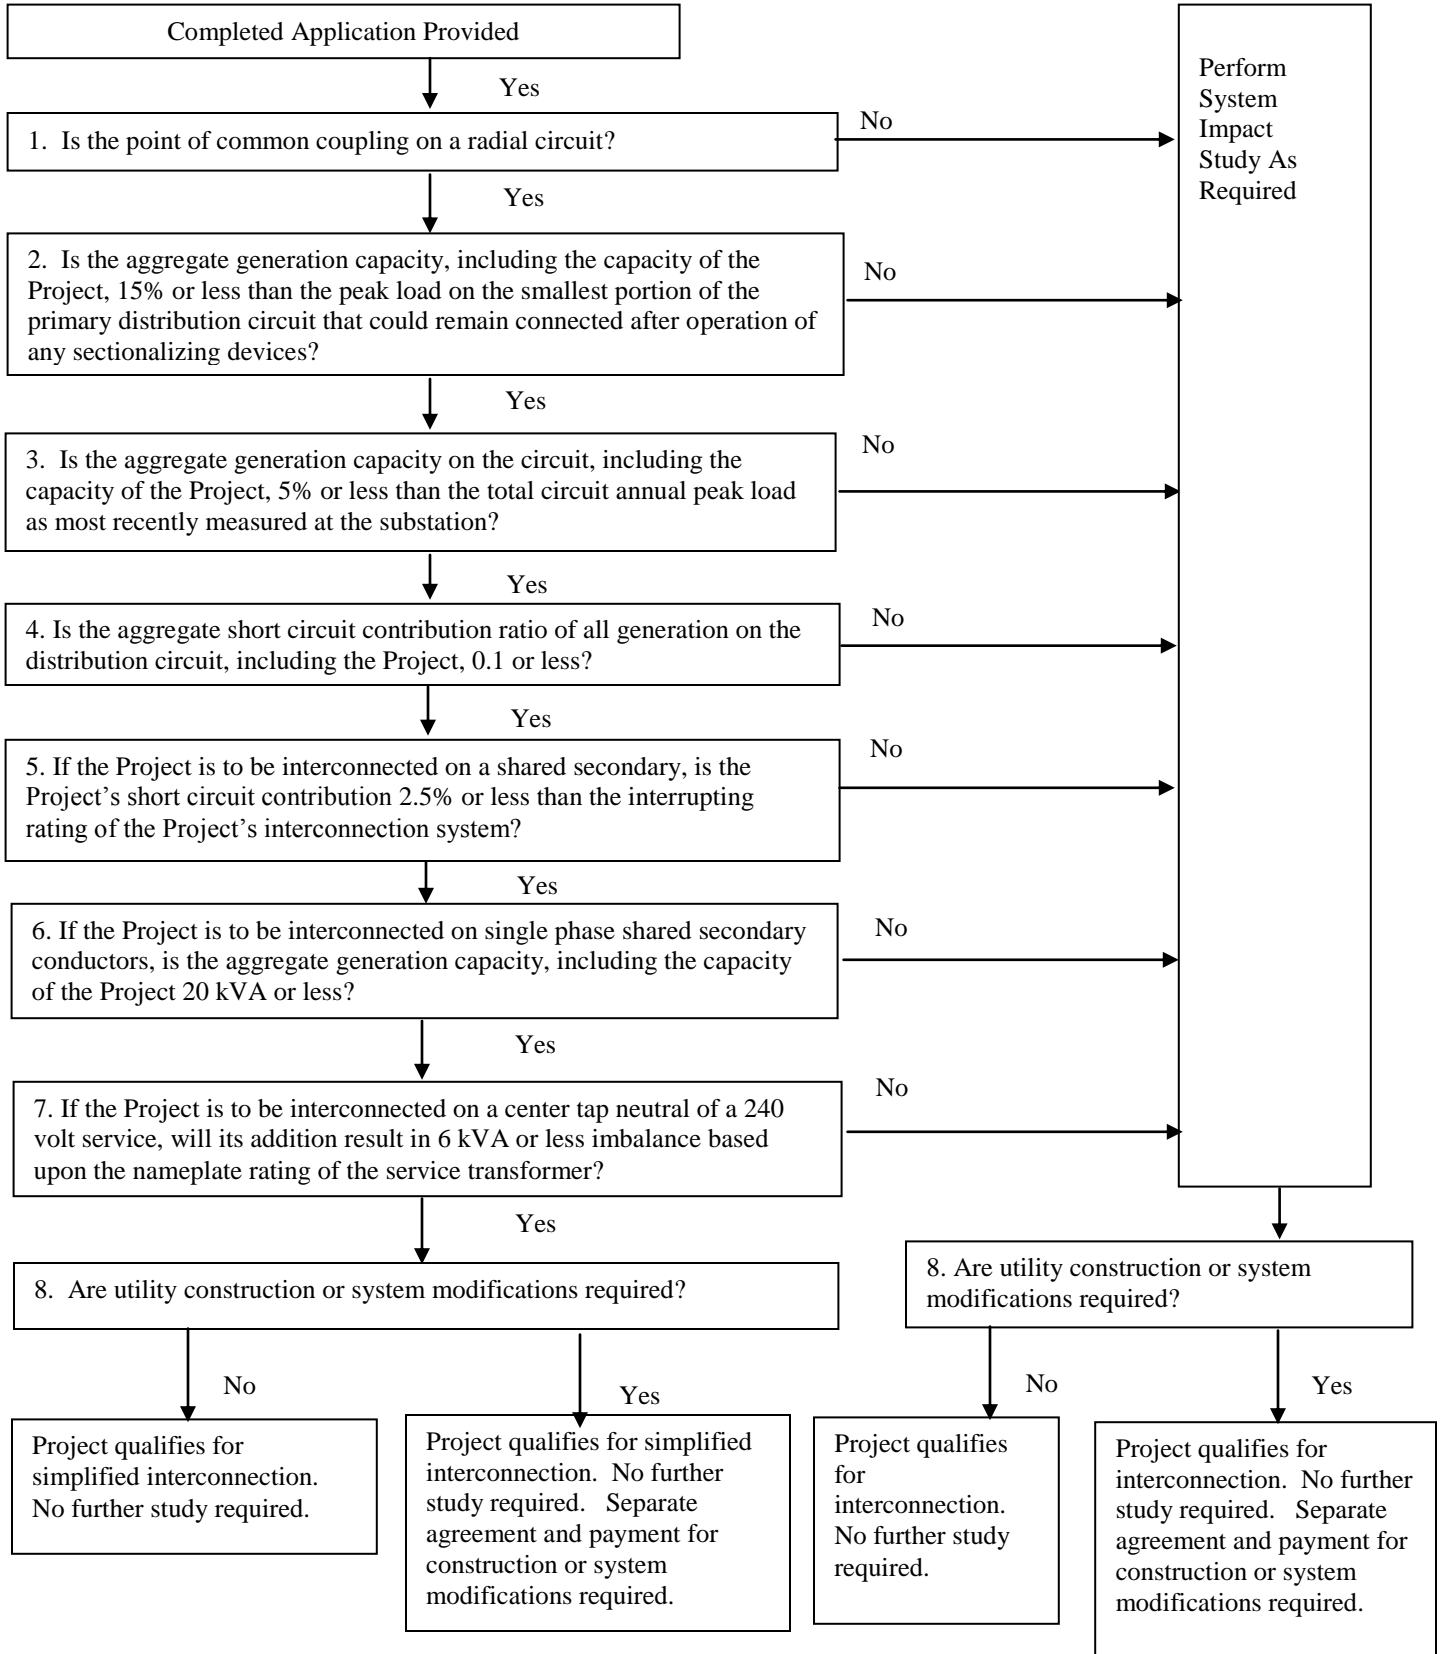 Completed Application Provided
Yes
1. Is the point of common coupling on a radial circuit?
No
Perform
System
Impact
Study As
Required
Yes
2. Is the aggregate generation capacity, including the capacity of the
Project, 15% or less than the peak load on the smallest portion of the
primary distribution circuit that could remain connected after operation of
any sectionalizing devices?
No
Yes
3. Is the aggregate generation capacity on the circuit, including the
capacity of the Project, 5% or less than the total circuit annual peak load
as most recently measured at the substation?
No
Yes
4. Is the aggregate short circuit contribution ratio of all generation on the
distribution circuit, including the Project, 0.1 or less?
No
Yes
5. If the Project is to be interconnected on a shared secondary, is the
Project’s short circuit contribution 2.5% or less than the interrupting
rating of the Project’s interconnection system?
No
Yes
6. If the Project is to be interconnected on single phase shared secondary
conductors, is the aggregate generation capacity, including the capacity
of the Project 20 kVA or less?
No
Yes
7. If the Project is to be interconnected on a center tap neutral of a 240
volt service, will its addition result in 6 kVA or less imbalance based
upon the nameplate rating of the service transformer?
No
Yes
8. Are utility construction or system modifications required?
8. Are utility construction or system
modifications required?
No
Yes
No
Yes
Project qualifies for
simplified interconnection.
No further study required.
Project qualifies for simplified
interconnection. No further
study required. Separate
agreement and payment for
construction or system
modifications required.
Project qualifies
for
interconnection.
No further study
required.
Project qualifies for
interconnection. No further
study required. Separate
agreement and payment for
construction or system
modifications required.